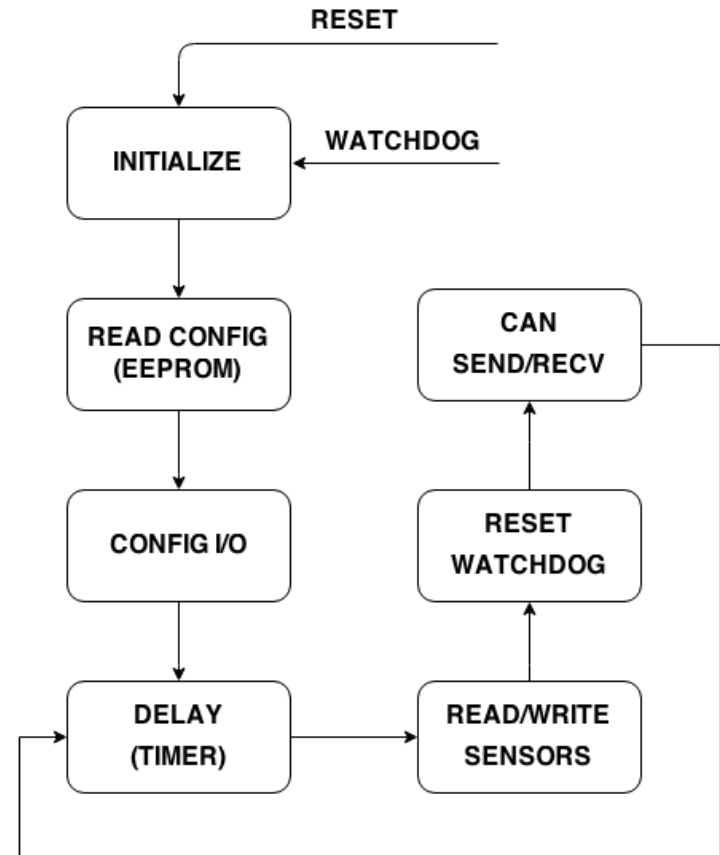 RESET
INITIALIZE
WATCHDOG
READ CONFIG
(EEPROM)
CONFIG I/O
DELAY
(TIMER)
READ/WRITE
SENSORS
RESET
WATCHDOG
CAN
SEND/RECV